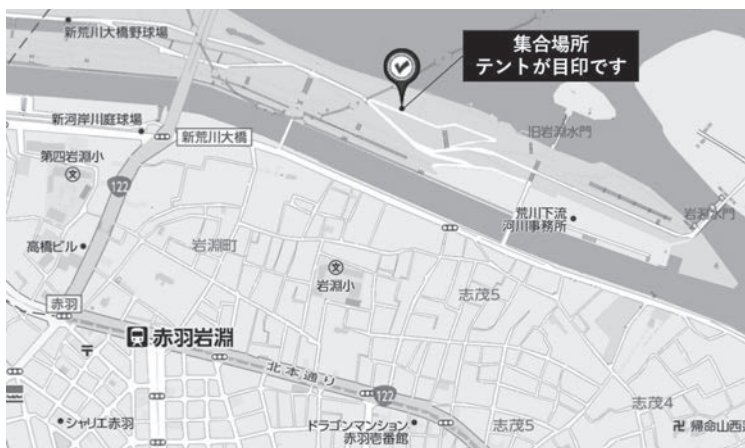 新荒川大橋野球場
集合場所
テントが目印です
新河岸川庭球場
新荒川大橋
旧岩淵水門
第四岩淵小
文
122
荒川下流
河川事務所
岩淵水門
高橋ビル
岩淵町
文
岩淵小
志茂5
赤羽
赤羽岩淵
北本通り
122
志茂4
シャリエ赤羽
ドラゴンマンション
赤羽壱番館
志茂5
帰命山西